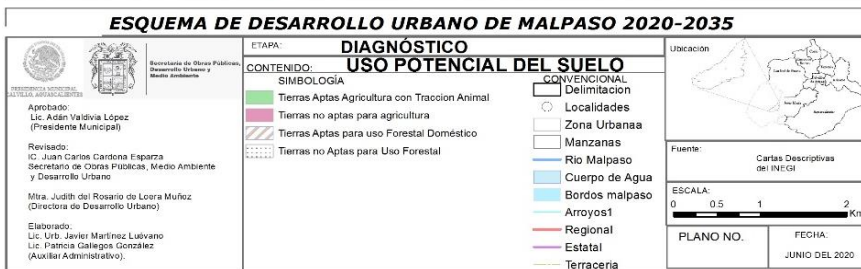 ESQUEMA DE DESARROLLO URBANO DE MALPASO 2020-2035
PRESIDENCIA MUNICIPAL
CALVILLO, AGUASCALIENTES
Secretaria de Obras Públicas,
Desarrollo Urbano y
Medio Ambiente
Aprobado:
Lic. Adán Valdivia López
(Presidente Municipal)
Revisado:
IC. Juan Carlos Cardona Esparza
Secretario de Obras Públicas, Medio Ambiente
y Desarrollo Urbano
Mtra. Judith del Rosario de Loera Muñoz
(Directora de Desarrollo Urbano)
Elaborado:
Lic. Urb. Javier Martínez Luévano
Lic. Patricia Gallegos González
(Auxiliar Administrativo).
ETAPA: DIAGNÓSTICO
CONTENIDO: USO POTENCIAL DEL SUELO
SIMBOLOGÍA
Tierras Aptas Agricultura con Traccion Animal
Tierras no aptas para agricultura
Tierras Aptas para uso Forestal Doméstico
Tierras no Aptas para Uso Forestal
CONVENCIONAL
Delimitacion
Localidades
Zona Urbanaa
Manzanas
Rio Malpaso
Cuerpo de Agua
Bordos malpaso
Arroyos1
Regional
Estatal
Terraceria
Ubicación
Fuente:
Cartas Descriptivas
del INEGI
ESCALA:
0 0.5 1 2
Km
PLANO NO.
FECHA:
JUNIO DEL 2020